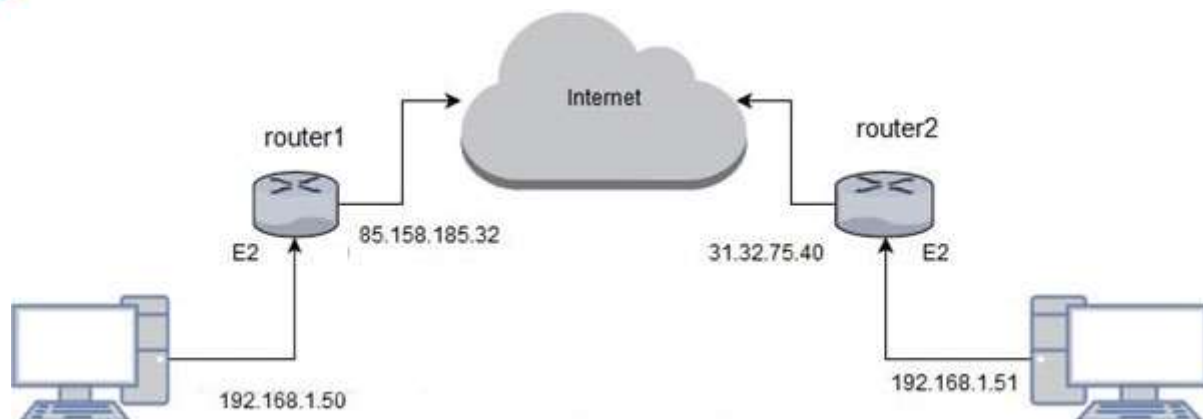 Internet
router1
router2
85.158.185.32
31.32.75.40
E2
E2
192.168.1.50
192.168.1.51